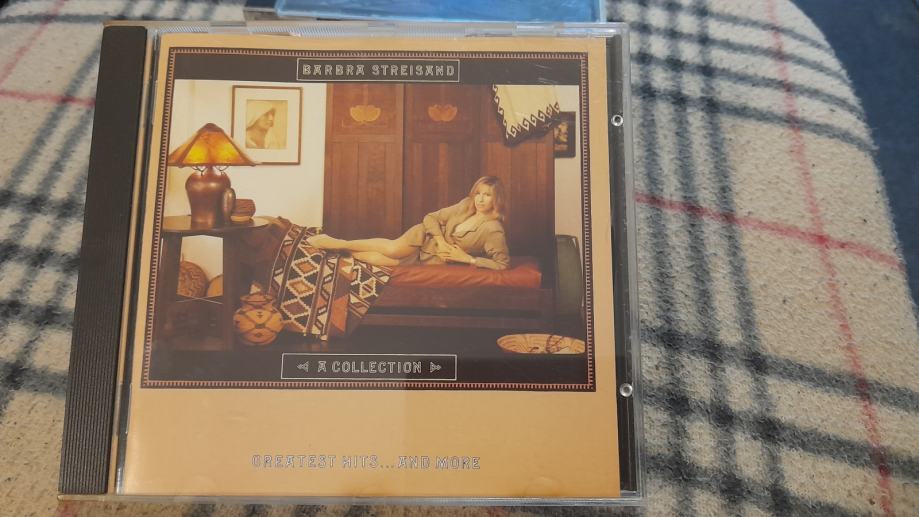 BARBRA STREISAND
A COLLECTION
GREATEST HITS...AND MORE